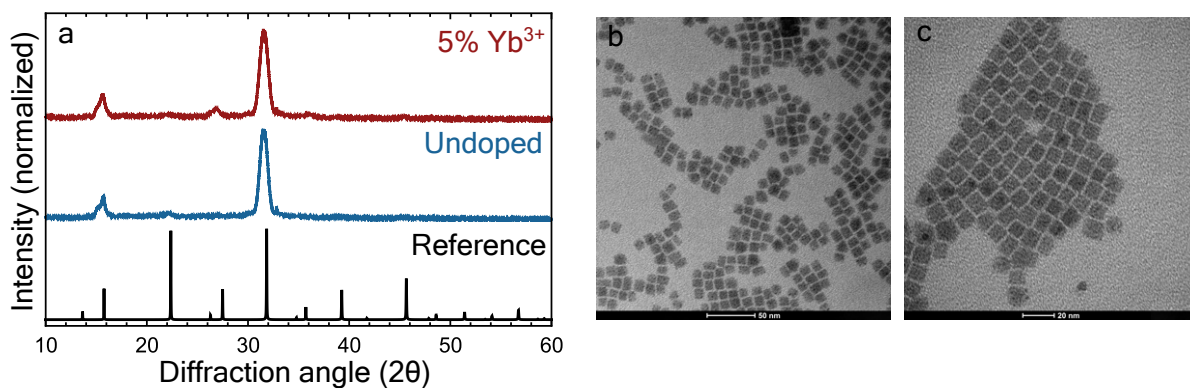 a
5% Yb³⁺
Undoped
Reference
Intensity (normalized)
10 20 30 40 50 60
Diffraction angle (2θ)
b
50 nm
c
20 nm